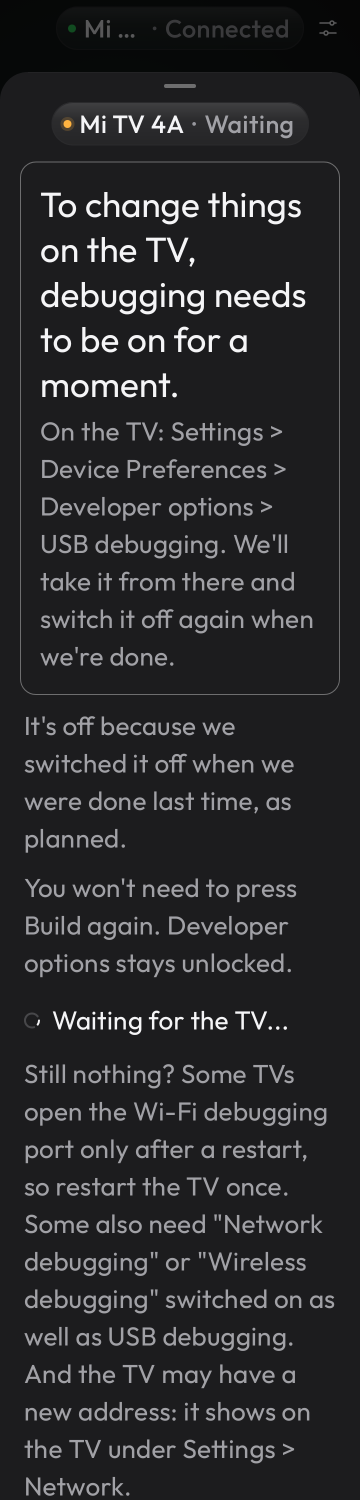 Mi ... · Connected
Mi TV 4A · Waiting
To change things
on the TV,
debugging needs
to be on for a
moment.
On the TV: Settings >
Device Preferences >
Developer options >
USB debugging. We'll
take it from there and
switch it off again when
we're done.
It's off because we
switched it off when we
were done last time, as
planned.
You won't need to press
Build again. Developer
options stays unlocked.
Waiting for the TV...
Still nothing? Some TVs
open the Wi-Fi debugging
port only after a restart,
so restart the TV once.
Some also need "Network
debugging" or "Wireless
debugging" switched on as
well as USB debugging.
And the TV may have a
new address: it shows on
the TV under Settings >
Network.